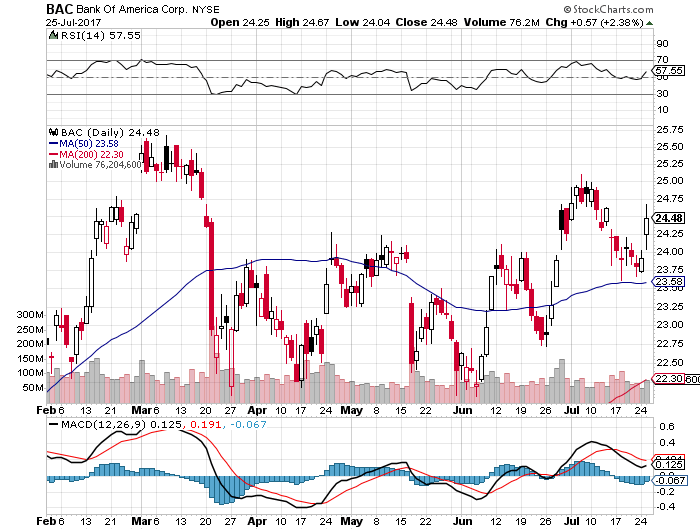 BAC Bank Of America Corp. NYSE © StockCharts.com
25-Jul-2017 Open 24.25 High 24.67 Low 24.04 Close 24.48 Volume 76.2M Chg +0.57 (+2.38%)
RSI(14) 57.55
90
70
57.55
50
30
10
BAC (Daily) 24.48
MA(50) 23.58
MA(200) 22.30
Volume 76,204,600
25.75
25.50
25.25
25.00
24.75
24.48
24.25
24.00
23.75
23.58
23.25
300M 23.00
250M
200M 22.75
150M
100M 22.50
50M 22.30
Feb 6 13 21 Mar 6 13 20 27 Apr 10 17 24 May 8 15 22 Jun 12 19 26 Jul 10 17 24
MACD(12,26,9) 0.125, 0.191, -0.067
0.6
0.4
0.125
-0.067
-0.2
-0.4
Feb 6 13 21 Mar 6 13 20 27 Apr 10 17 24 May 8 15 22 Jun 12 19 26 Jul 10 17 24